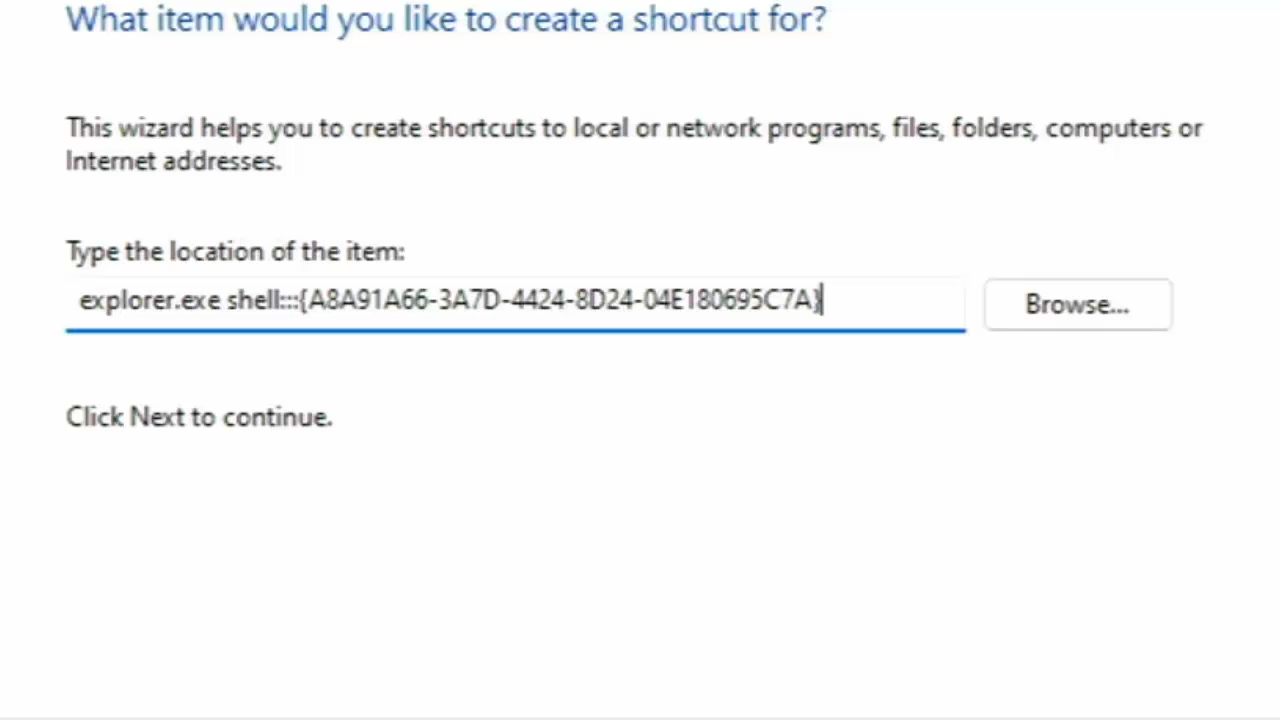 What item would you like to create a shortcut for?
This wizard helps you to create shortcuts to local or network programs, files, folders, computers or
Internet addresses.
Type the location of the item:
explorer.exe shell:::{A8A91A66-3A7D-4424-8D24-04E180695C7A}
Browse...
Click Next to continue.